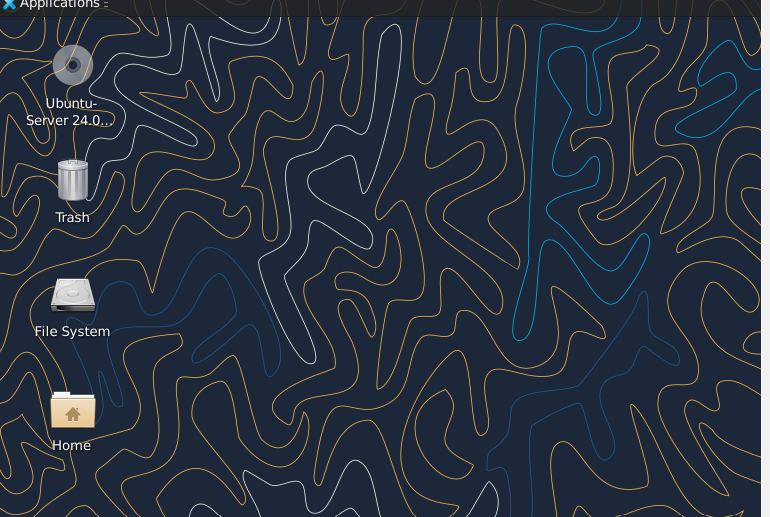 Applications
Ubuntu-
Server 24.0...
Trash
File System
Home